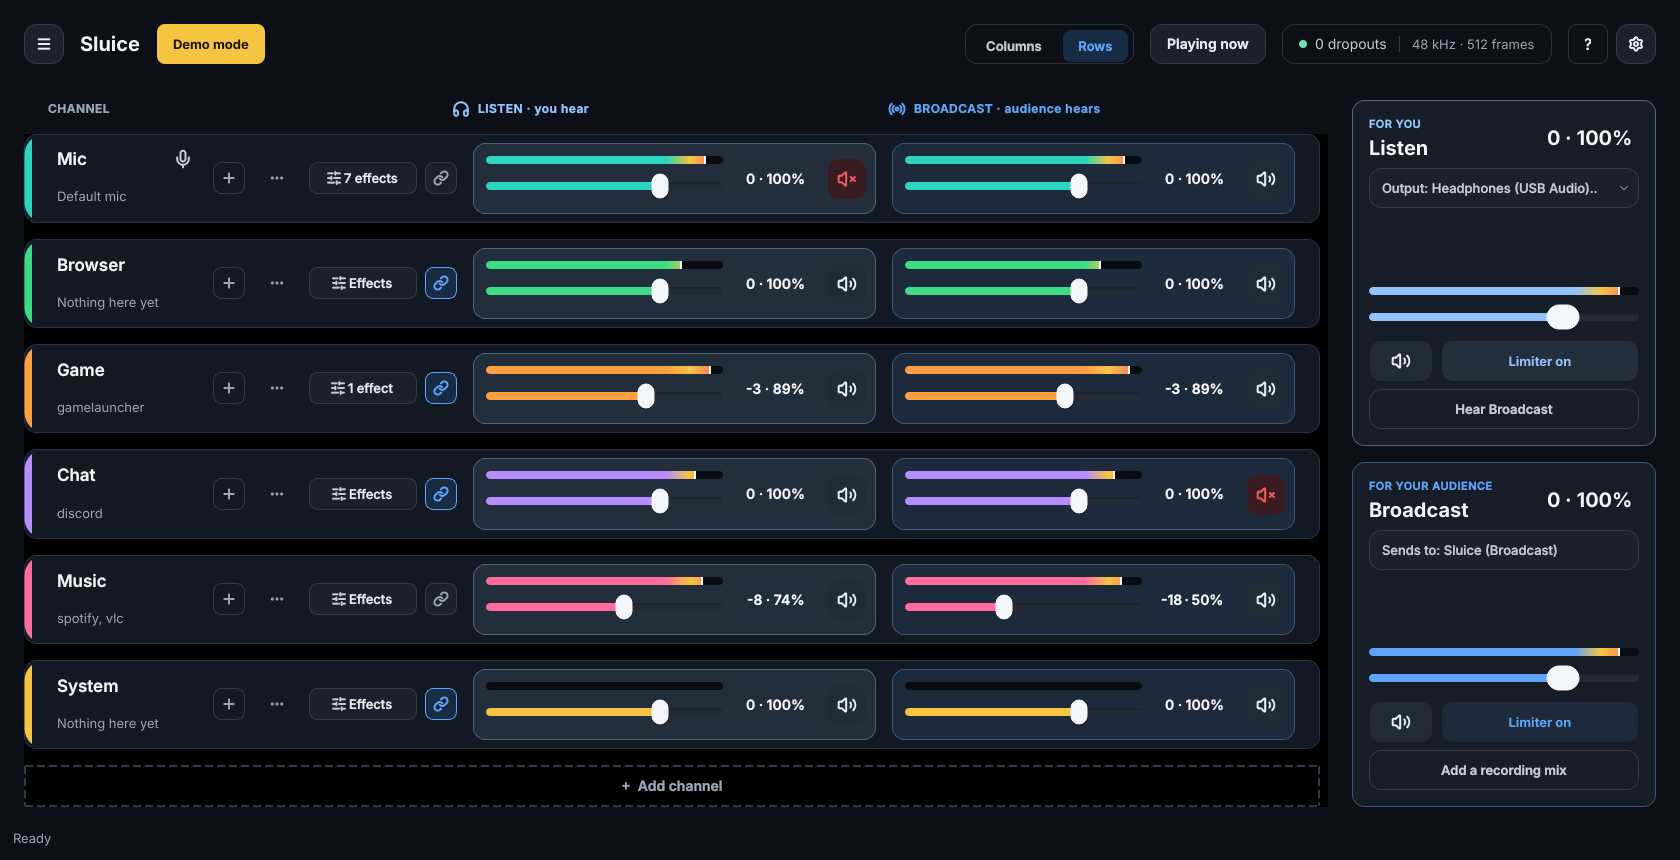 Sluice
Demo mode
Columns
Rows
Playing now
0 dropouts
48 kHz · 512 frames
?
CHANNEL
LISTEN · you hear
BROADCAST · audience hears
Mic
Default mic
7 effects
0 · 100%
0 · 100%
Browser
Nothing here yet
Effects
0 · 100%
0 · 100%
Game
gamelauncher
1 effect
-3 · 89%
-3 · 89%
Chat
discord
Effects
0 · 100%
0 · 100%
Music
spotify, vlc
Effects
-8 · 74%
-18 · 50%
System
Nothing here yet
Effects
0 · 100%
0 · 100%
+ Add channel
FOR YOU
Listen
0 · 100%
Output: Headphones (USB Audio)..
Limiter on
Hear Broadcast
FOR YOUR AUDIENCE
Broadcast
0 · 100%
Sends to: Sluice (Broadcast)
Limiter on
Add a recording mix
Ready